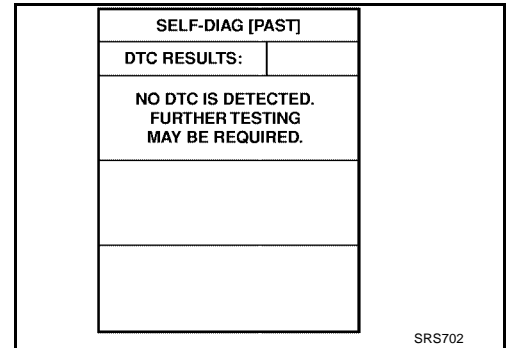 SELF-DIAG [PAST]
DTC RESULTS:
NO DTC IS DETECTED.
FURTHER TESTING
MAY BE REQUIRED.
SRS702